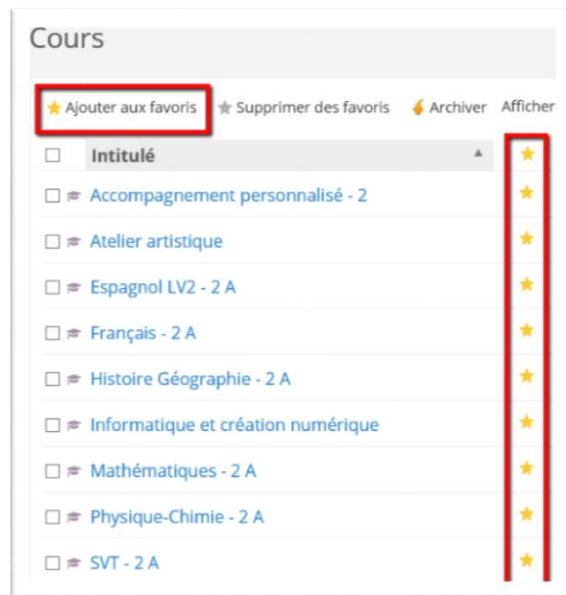 Cours
Ajouter aux favoris Supprimer des favoris Archiver Afficher
Intitulé
Accompagnement personnalisé - 2
Atelier artistique
Espagnol LV2 - 2 A
Français - 2 A
Histoire Géographie - 2 A
Informatique et création numérique
Mathématiques - 2 A
Physique-Chimie - 2 A
SVT - 2 A